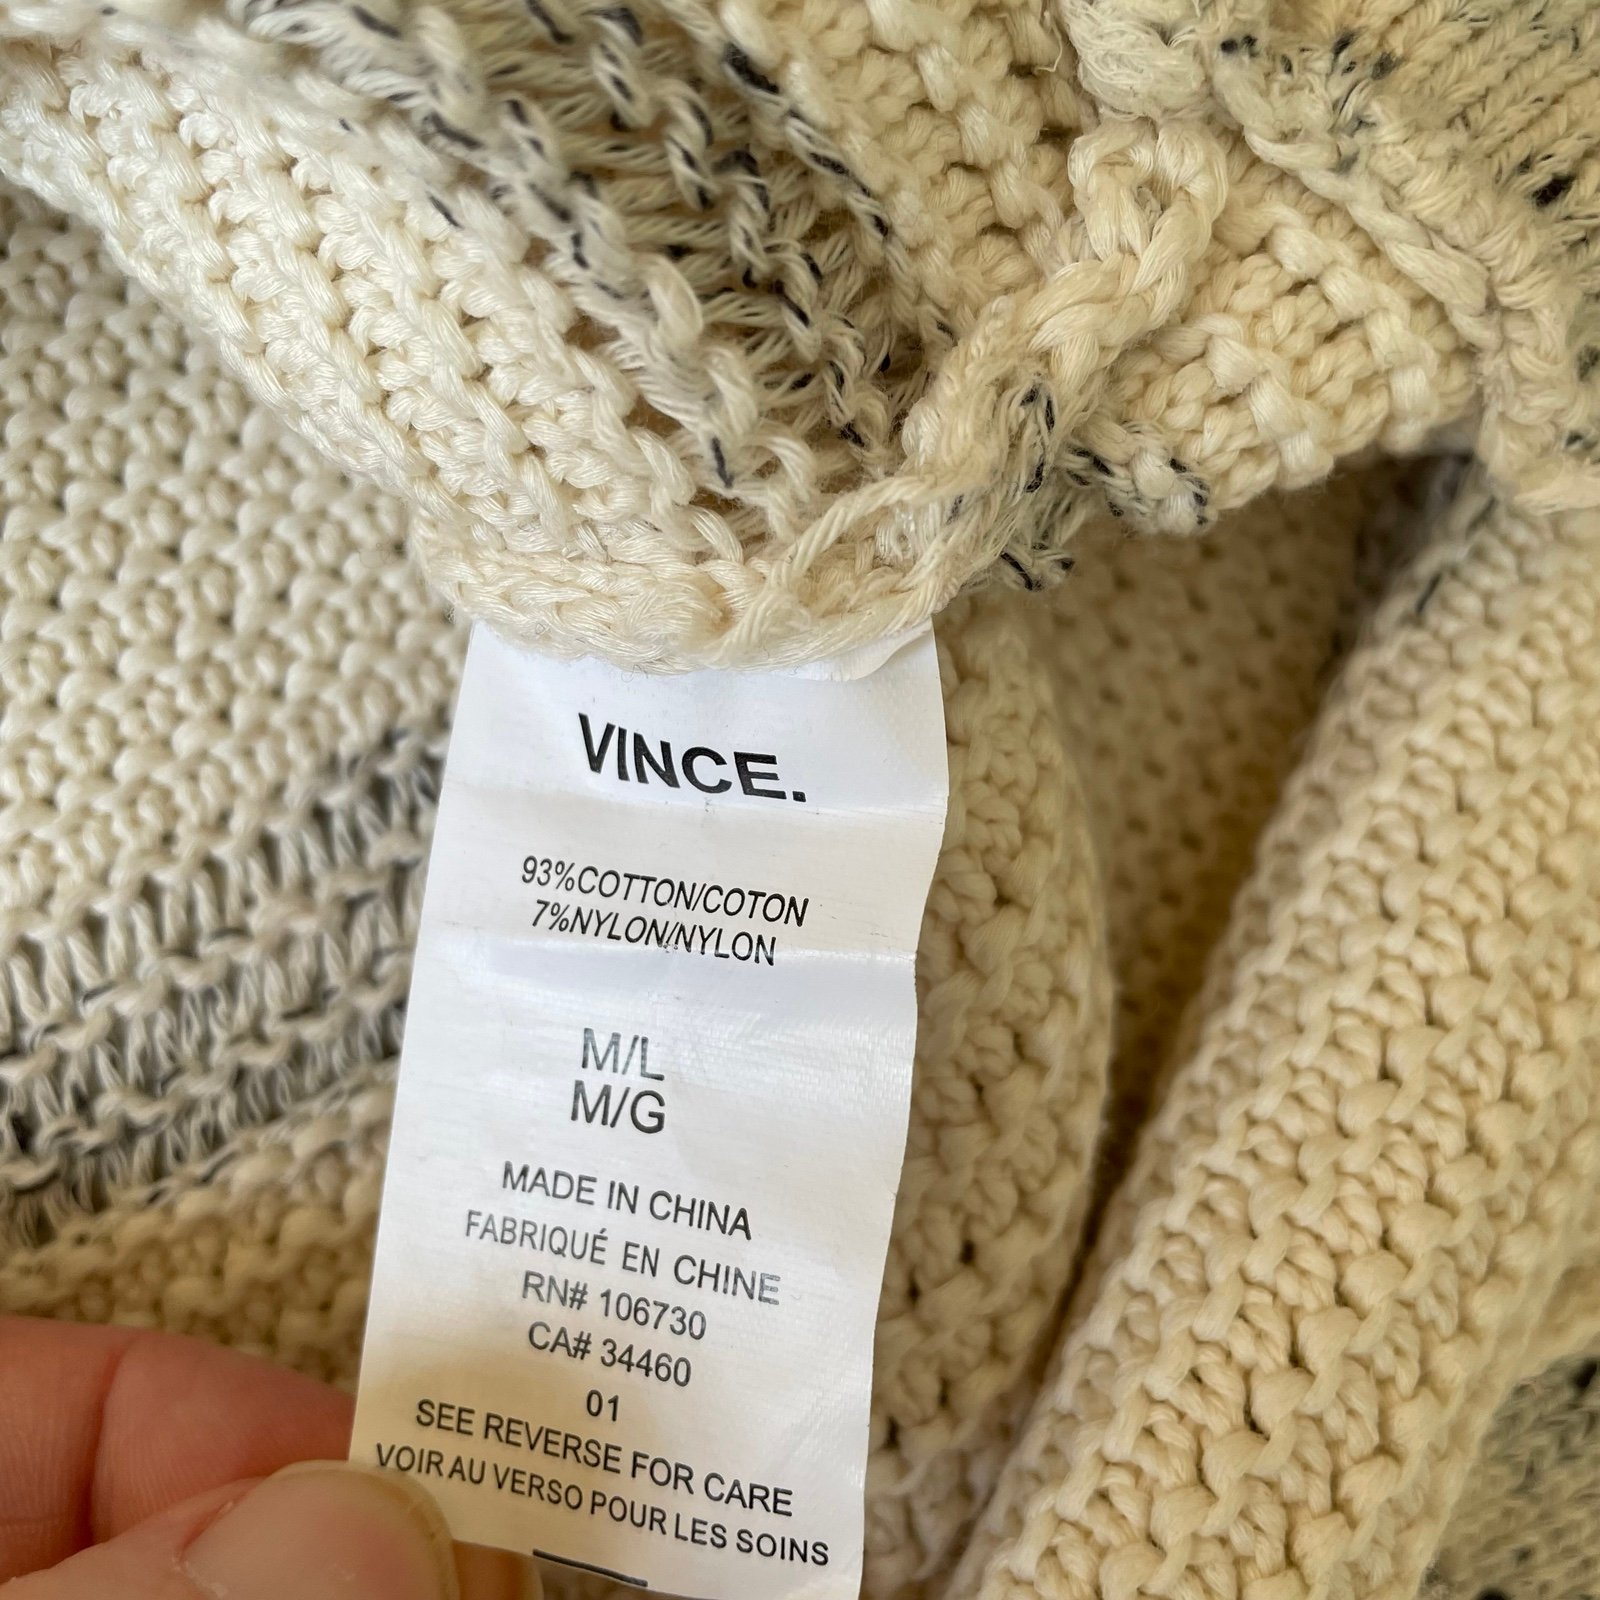 VINCE.
93%COTTON/COTON
7%NYLON/NYLON
M/L
M/G
MADE IN CHINA
FABRIQUÉ EN CHINE
RN# 106730
CA# 34460
01
SEE REVERSE FOR CARE
VOIR AU VERSO POUR LES SOINS